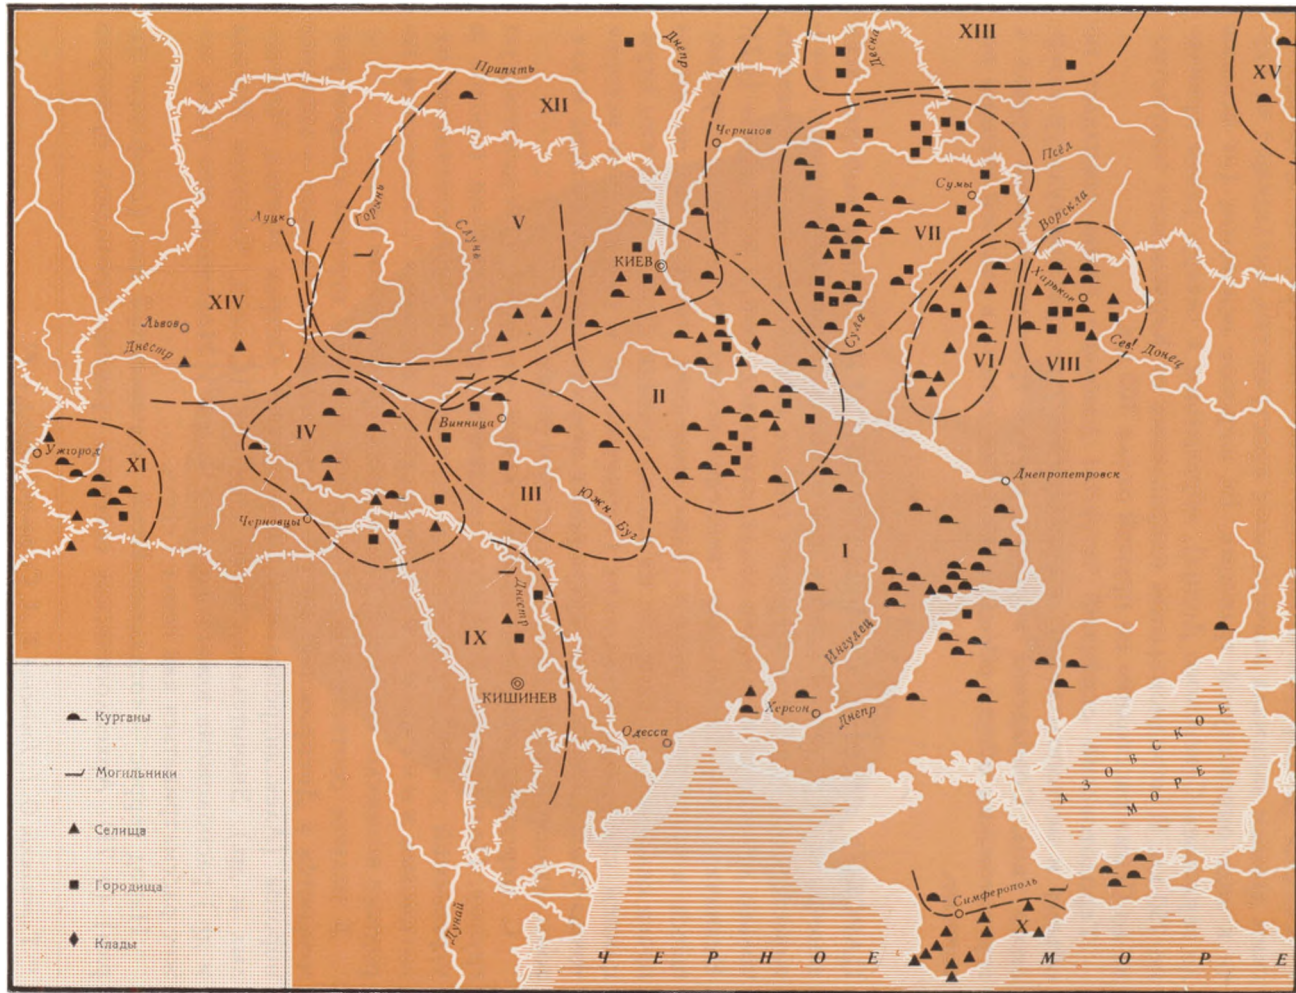 XIII
XV
Днепр
Десна
Припять
XII
Чернигов
Псёл
Сумы
Горынь
Луцк
Случь
V
Ворскла
VII
КИЕВ
XIV
Харьков
Львов
Днестр
Сула
VI
VIII
Сев. Донец
II
IV
Винница
XI
Ужгород
III
Днепропетровск
Южн. Буг
Черновцы
I
Днестр
IX
Ингулец
КИШИНЕВ
Херсон
Днепр
Одесса
АЗОВСКОЕ
МОРЕ
Курганы
Могильники
Селища
Городища
Клады
Симферополь
X
Дунай
ЧЕРНОЕ МОРЕ